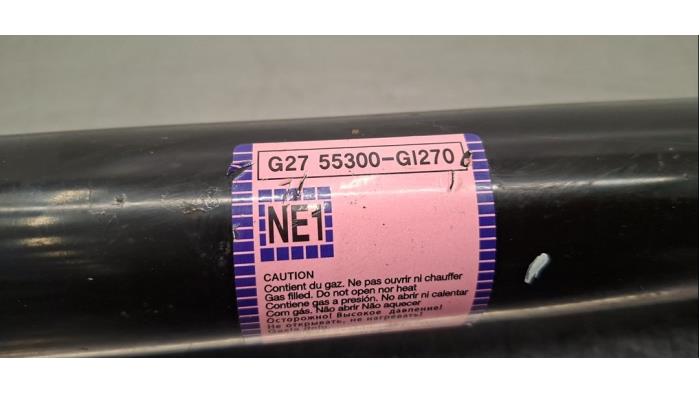 G27 55300-GI270
NE1
CAUTION
Contient du gaz. Ne pas ouvrir ni chauffer
Gas filled. Do not open nor heat
Contiene gas a presión. No abrir ni calentar
Com gás. Não abrir Não aquecer
Осторожно! Высокое давление!
Не открывать, не нагревать!